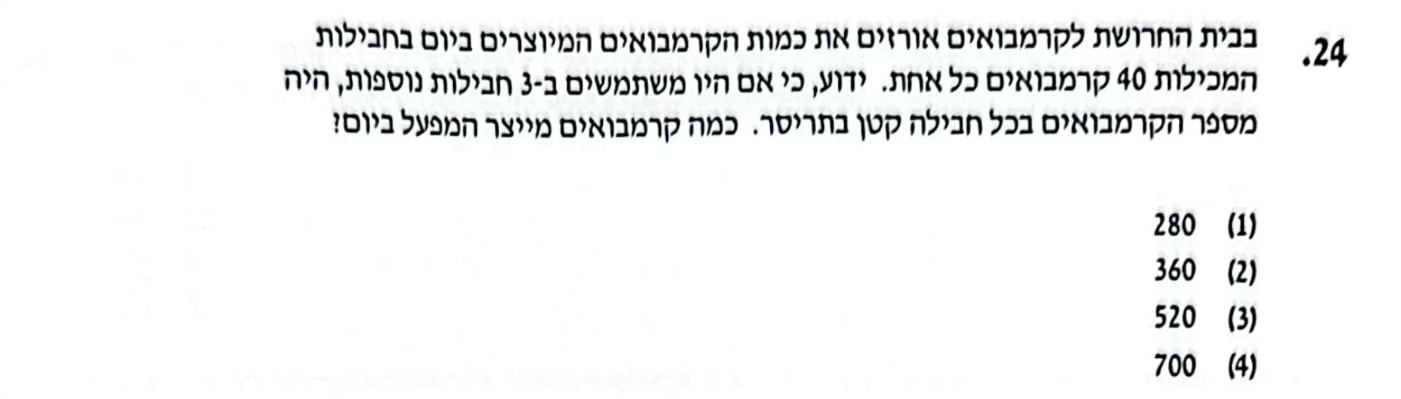 24. בבית החרושת לקרמבואים אורזים את כמות הקרמבואים המיוצרים ביום בחבילות
המכילות 40 קרמבואים כל אחת. ידוע, כי אם היו משתמשים ב-3 חבילות נוספות, היה
מספר הקרמבואים בכל חבילה קטן בתריסר. כמה קרמבואים מייצר המפעל ביום?
(1) 280
(2) 360
(3) 520
(4) 700